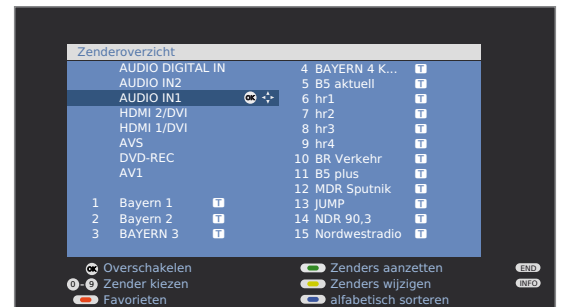 Zenderoverzicht
AUDIO DIGITAL IN
AUDIO IN2
AUDIO IN1 OK
HDMI 2/DVI
HDMI 1/DVI
AVS
DVD-REC
AV1
1 Bayern 1 T
2 Bayern 2 T
3 BAYERN 3 T
4 BAYERN 4 K... T
5 B5 aktuell T
6 hr1 T
7 hr2 T
8 hr3 T
9 hr4 T
10 BR Verkehr T
11 B5 plus T
12 MDR Sputnik T
13 JUMP T
14 NDR 90,3 T
15 Nordwestradio T
OK Overschakelen
0-9 Zender kiezen
Favorieten
Zenders aanzetten
Zenders wijzigen
alfabetisch sorteren
END
INFO